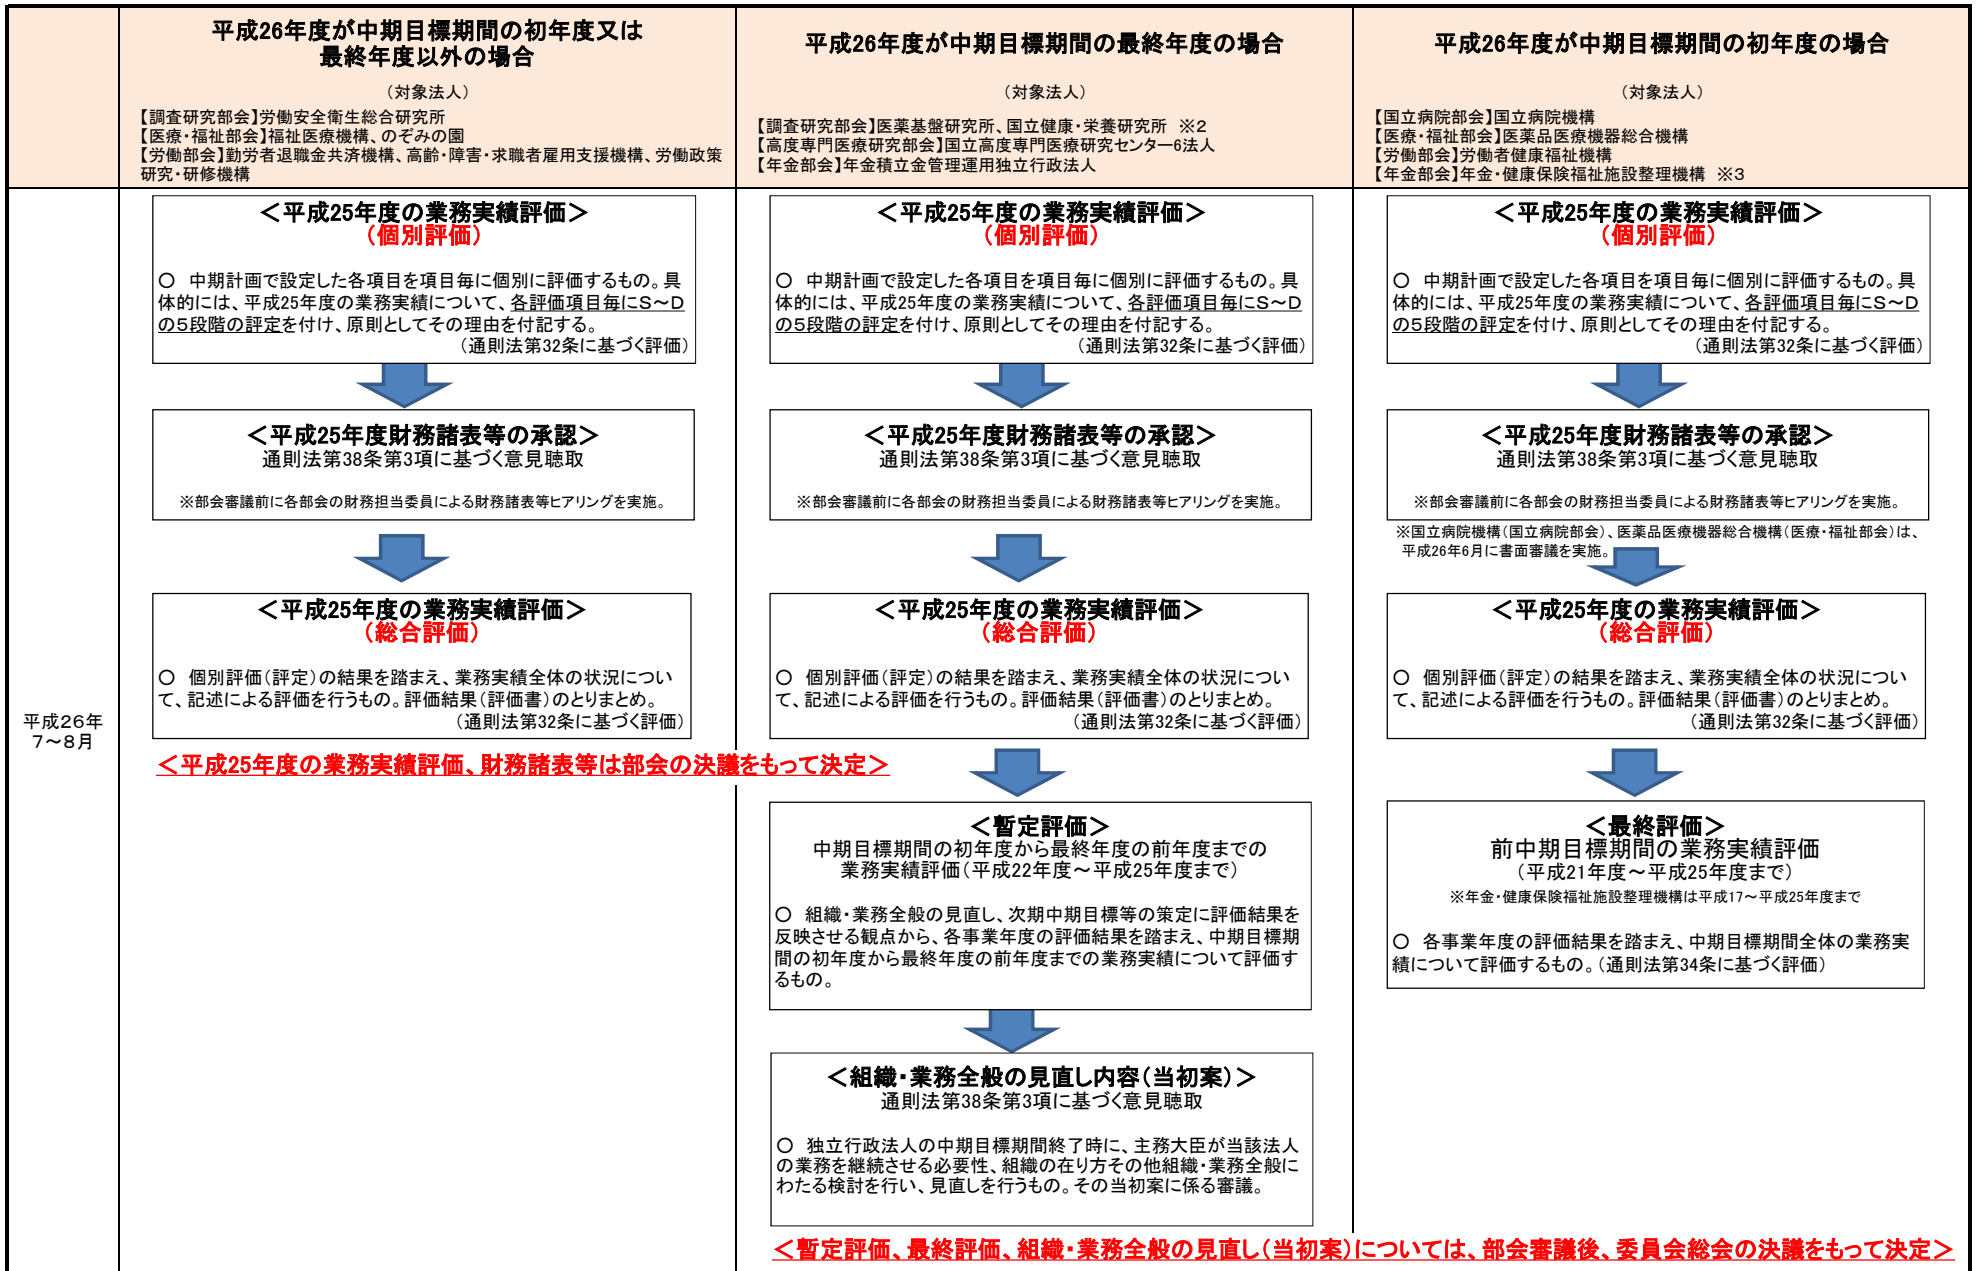 平成26年度が中期目標期間の初年度又は
最終年度以外の場合
（対象法人）
【調査研究部会】労働安全衛生総合研究所
【医療・福祉部会】福祉医療機構、のぞみの園
【労働部会】勤労者退職金共済機構、高齢・障害・求職者雇用支援機構、労働政策
研究・研修機構
平成26年度が中期目標期間の最終年度の場合
（対象法人）
【調査研究部会】医薬基盤研究所、国立健康・栄養研究所 ※2
【高度専門医療研究部会】国立高度専門医療研究センター6法人
【年金部会】年金積立金管理運用独立行政法人
平成26年度が中期目標期間の初年度の場合
（対象法人）
【国立病院部会】国立病院機構
【医療・福祉部会】医薬品医療機器総合機構
【労働部会】労働者健康福祉機構
【年金部会】年金・健康保険福祉施設整理機構 ※3
平成26年
7～8月
＜平成25年度の業務実績評価＞
（個別評価）
○ 中期計画で設定した各項目を項目毎に個別に評価するもの。具
体的には、平成25年度の業務実績について、各評価項目毎にS～D
の5段階の評定を付け、原則としてその理由を付記する。
（通則法第32条に基づく評価）
＜平成25年度財務諸表等の承認＞
通則法第38条第3項に基づく意見聴取
※部会審議前に各部会の財務担当委員による財務諸表等ヒアリングを実施。
＜平成25年度の業務実績評価＞
（総合評価）
○ 個別評価（評定）の結果を踏まえ、業務実績全体の状況につい
て、記述による評価を行うもの。評価結果（評価書）のとりまとめ。
（通則法第32条に基づく評価）
＜平成25年度の業務実績評価、財務諸表等は部会の決議をもって決定＞
＜平成25年度の業務実績評価＞
（個別評価）
○ 中期計画で設定した各項目を項目毎に個別に評価するもの。具
体的には、平成25年度の業務実績について、各評価項目毎にS～D
の5段階の評定を付け、原則としてその理由を付記する。
（通則法第32条に基づく評価）
＜平成25年度財務諸表等の承認＞
通則法第38条第3項に基づく意見聴取
※部会審議前に各部会の財務担当委員による財務諸表等ヒアリングを実施。
＜平成25年度の業務実績評価＞
（総合評価）
○ 個別評価（評定）の結果を踏まえ、業務実績全体の状況につい
て、記述による評価を行うもの。評価結果（評価書）のとりまとめ。
（通則法第32条に基づく評価）
＜暫定評価＞
中期目標期間の初年度から最終年度の前年度までの
業務実績評価（平成22年度～平成25年度まで）
○ 組織・業務全般の見直し、次期中期目標等の策定に評価結果を
反映させる観点から、各事業年度の評価結果を踏まえ、中期目標期
間の初年度から最終年度の前年度までの業務実績について評価す
るもの。
＜組織・業務全般の見直し内容（当初案）＞
通則法第38条第3項に基づく意見聴取
○ 独立行政法人の中期目標期間終了時に、主務大臣が当該法人
の業務を継続させる必要性、組織の在り方その他組織・業務全般に
わたる検討を行い、見直しを行うもの。その当初案に係る審議。
＜平成25年度の業務実績評価＞
（個別評価）
○ 中期計画で設定した各項目を項目毎に個別に評価するもの。具
体的には、平成25年度の業務実績について、各評価項目毎にS～D
の5段階の評定を付け、原則としてその理由を付記する。
（通則法第32条に基づく評価）
＜平成25年度財務諸表等の承認＞
通則法第38条第3項に基づく意見聴取
※部会審議前に各部会の財務担当委員による財務諸表等ヒアリングを実施。
※国立病院機構（国立病院部会）、医薬品医療機器総合機構（医療・福祉部会）は、
平成26年6月に書面審議を実施。
＜平成25年度の業務実績評価＞
（総合評価）
○ 個別評価（評定）の結果を踏まえ、業務実績全体の状況につい
て、記述による評価を行うもの。評価結果（評価書）のとりまとめ。
（通則法第32条に基づく評価）
＜最終評価＞
前中期目標期間の業務実績評価
（平成21年度～平成25年度まで）
※年金・健康保険福祉施設整理機構は平成17～平成25年度まで
○ 各事業年度の評価結果を踏まえ、中期目標期間全体の業務実
績について評価するもの。（通則法第34条に基づく評価）
＜暫定評価、最終評価、組織・業務全般の見直し（当初案）については、部会審議後、委員会総会の決議をもって決定＞